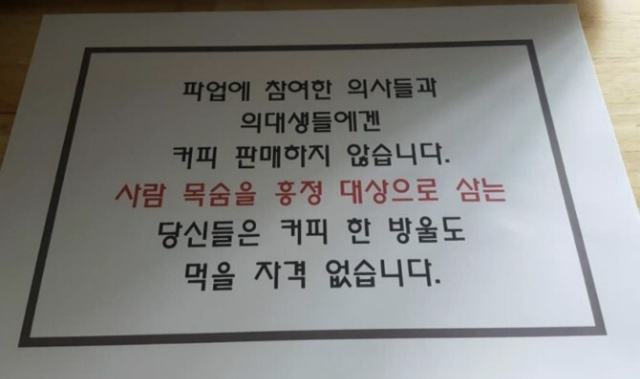 파업에 참여한 의사들과
의대생들에겐
커피 판매하지 않습니다.
사람 목숨을 흥정 대상으로 삼는
당신들은 커피 한 방울도
먹을 자격 없습니다.